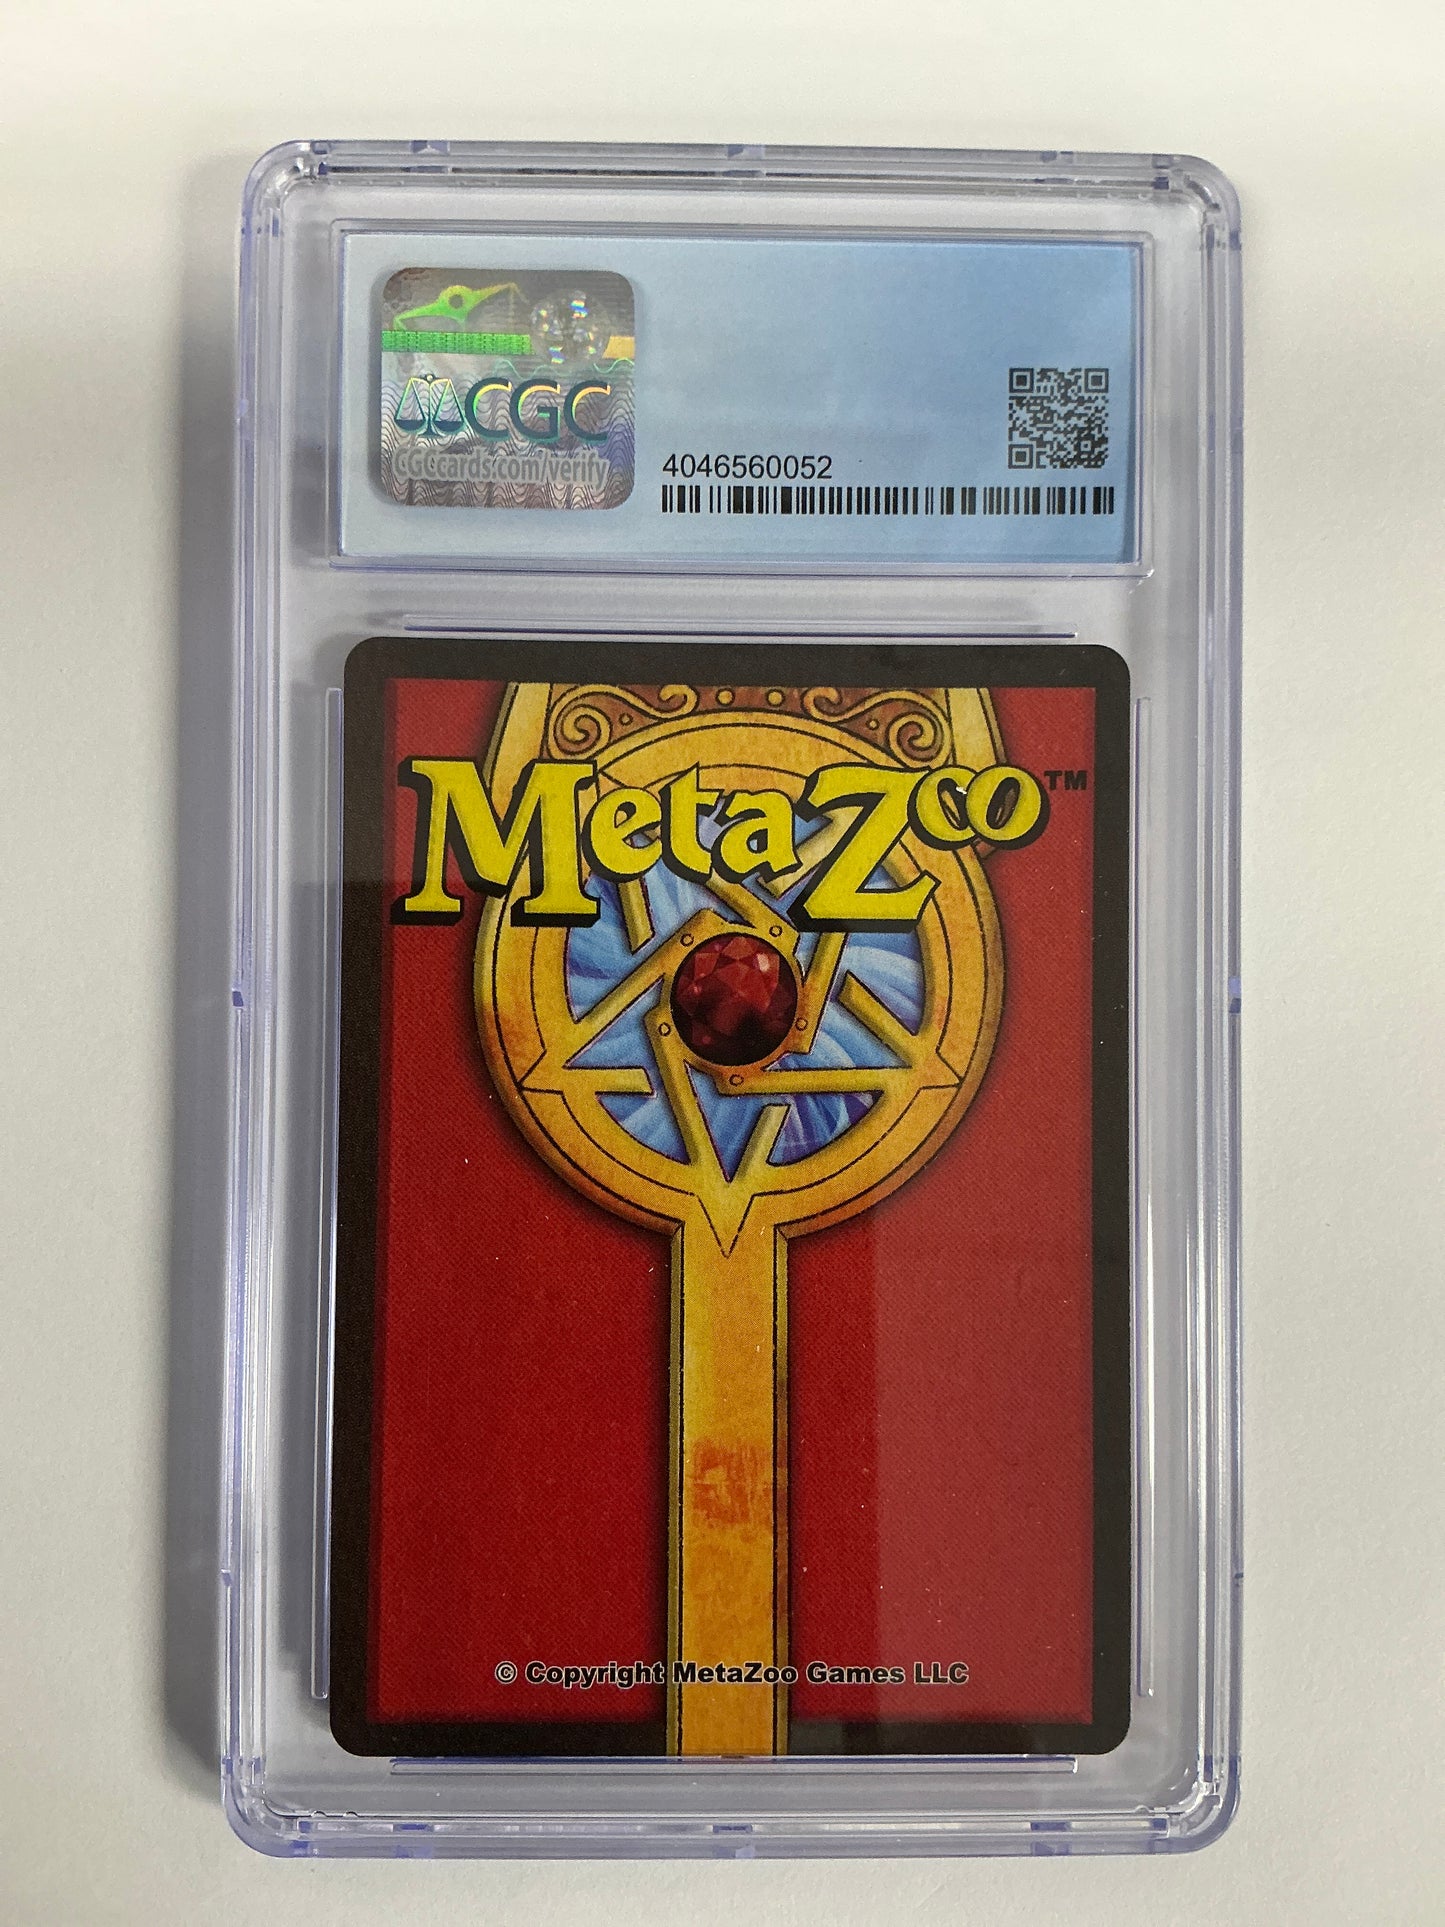 CGC
CGCcards.com/verify
4046560052
MetaZoo™
© Copyright MetaZoo Games LLC